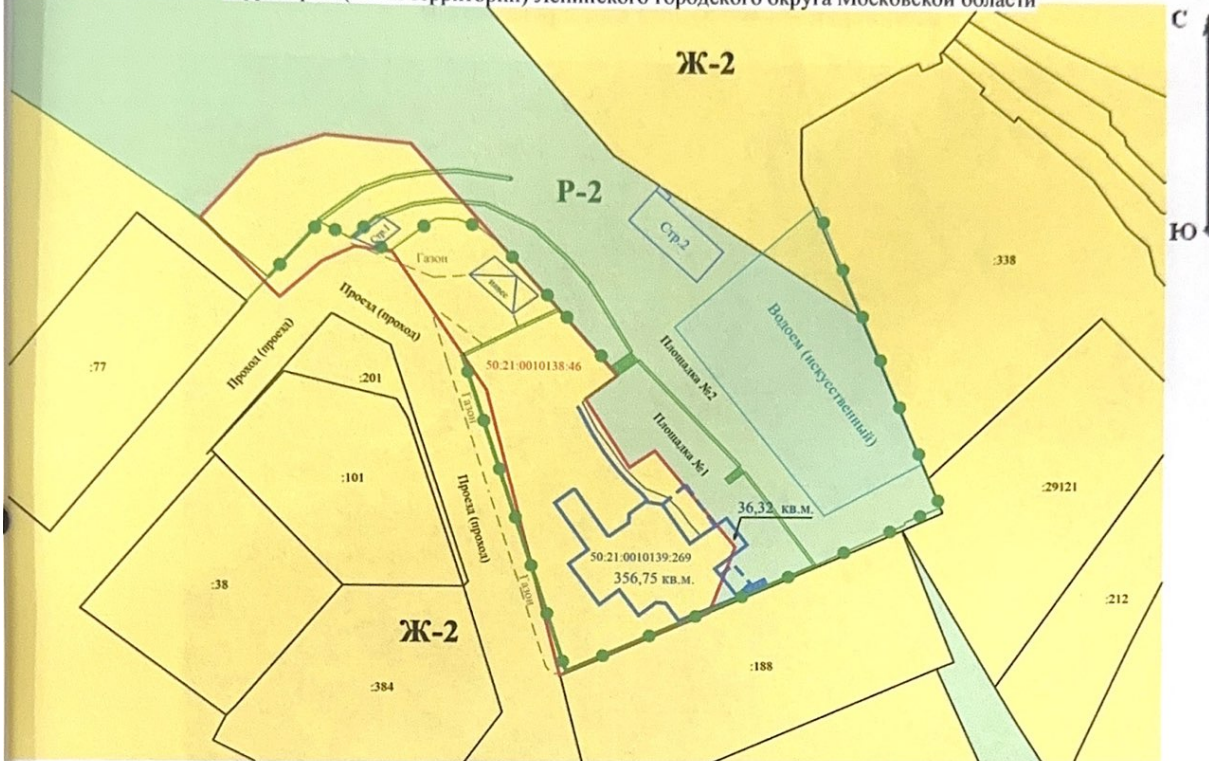 Ленинского городского округа Московской области
С
Ж-2
Р-2
Стр.2
Ю
:338
Стр.1
Газон
навес
Проезд (проход)
Водоем (искусственный)
Проход (проезд)
:77
50:21:0010138:46
Площадка №2
:201
Газон
Площадка №1
:101
Проезд (проход)
:29121
36,32 кв.м.
50:21:0010139:269
356,75 кв.м.
:38
Газон
:212
Ж-2
:188
:384